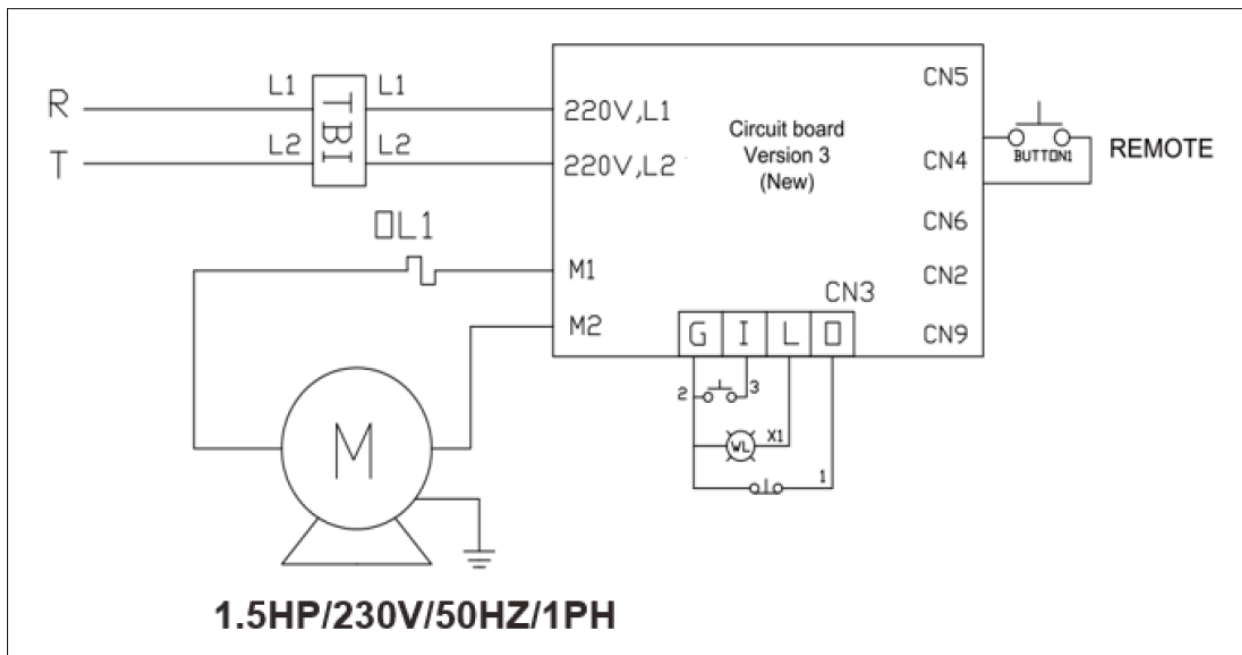 R L1 TBI L1 220V,L1
T L2 L2 220V,L2
Circuit board
Version 3
(New)
CN5
CN4
BUTTON1
REMOTE
CN6
CN2
CN9
OL1
M1
M2
CN3
G I L O
2 3
WL X1
1
M
1.5HP/230V/50HZ/1PH